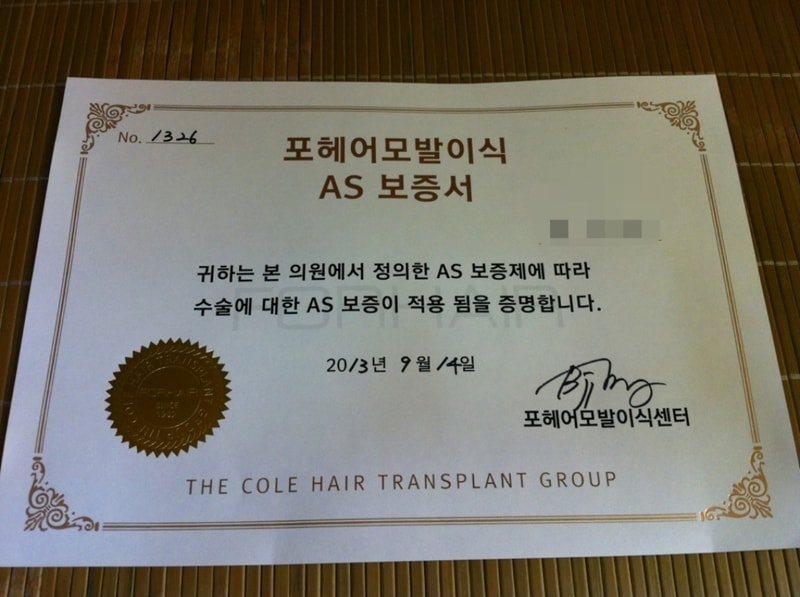 No. 1326
포헤어모발이식
AS 보증서
귀하는 본 의원에서 정의한 AS 보증제에 따라
수술에 대한 AS 보증이 적용 됨을 증명합니다.
FORHAIR
2013년 9월 14일
포헤어모발이식센터
THE COLE HAIR TRANSPLANT GROUP